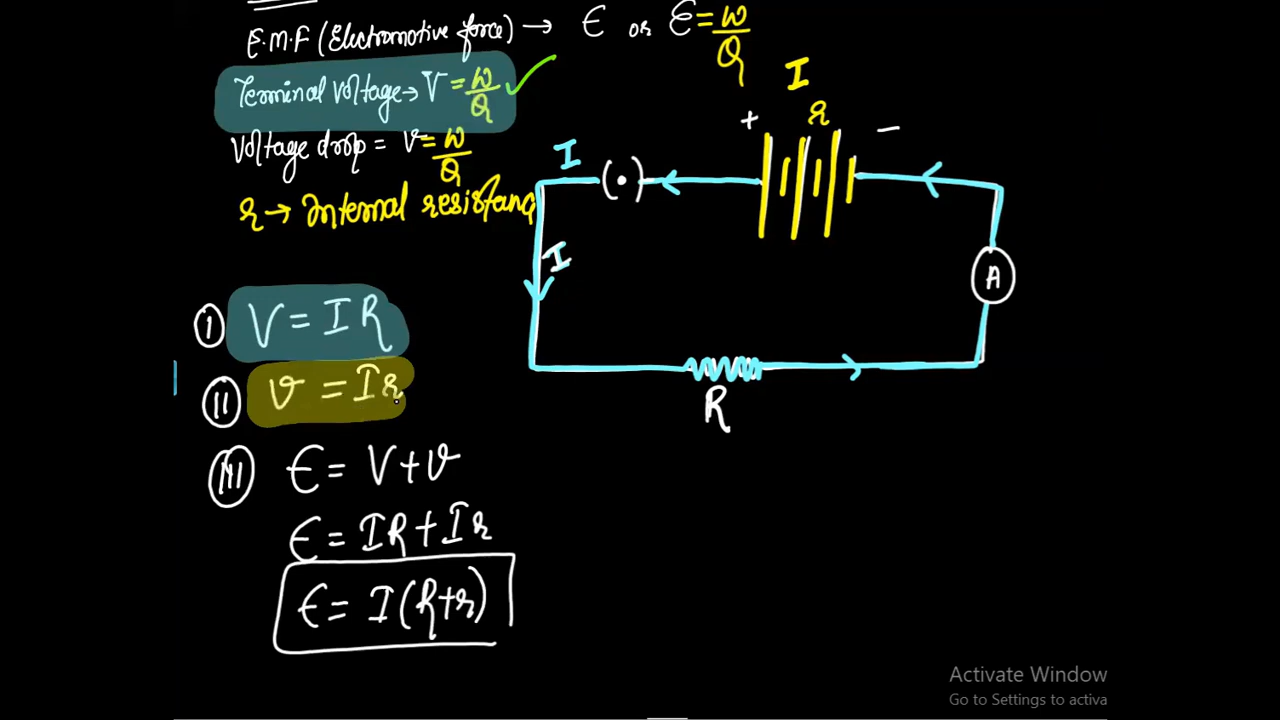 E.M.F (Electromotive force) → Є or Ɛ = w/Q
Terminal Voltage → V = w/Q ✓
Voltage drop = v = w/Q
r → Internal resistanc
I
r
+ −
I
(•)
I
A
R
(I) V = IR
(II) v = Ir
(III) Є = V + v
Є = IR + Ir
Є = I(R+r)
Activate Window
Go to Settings to activa